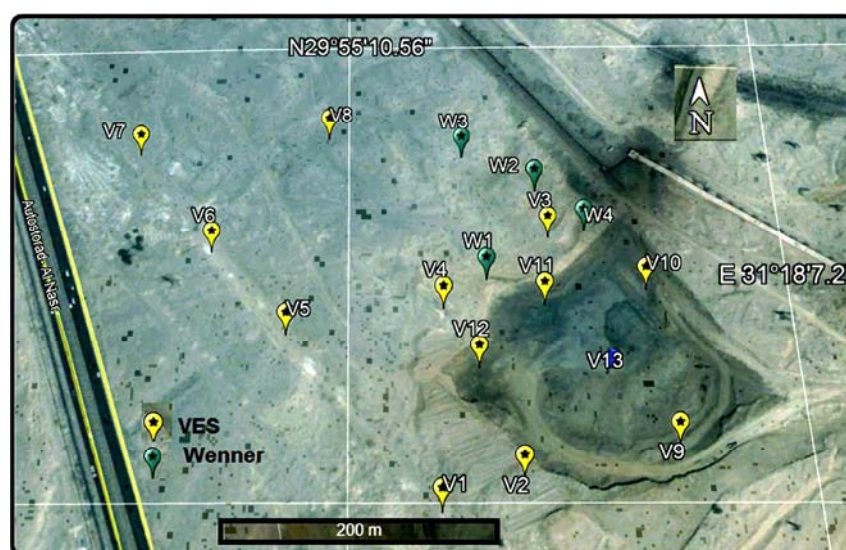 N29°55'10.56"
N
V7
V8
W3
W2
V3
W4
V6
Autostorad-Al Nasr
W1
V4
V11
V10
E 31°18'7.2
V5
V12
V13
VES
Wenner
V9
V2
V1
200 m